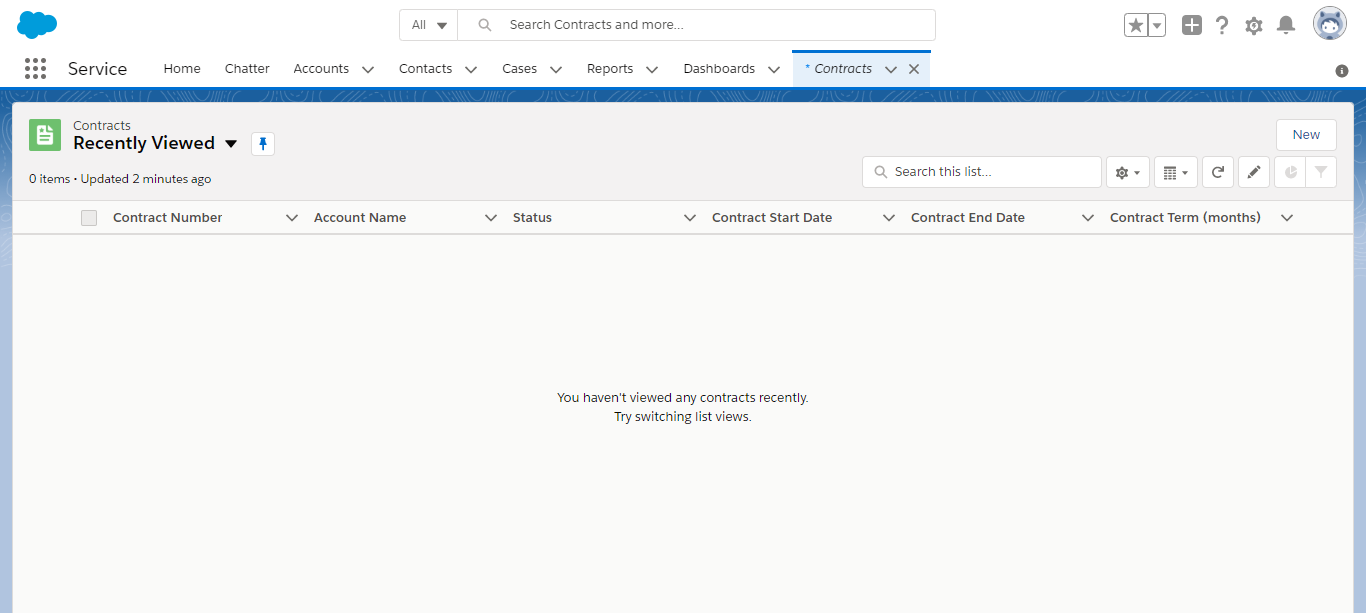 All
Search Contracts and more...
Service
Home
Chatter
Accounts
Contacts
Cases
Reports
Dashboards
* Contracts
Contracts
Recently Viewed
New
0 items • Updated 2 minutes ago
Search this list...
Contract Number
Account Name
Status
Contract Start Date
Contract End Date
Contract Term (months)
You haven't viewed any contracts recently.
Try switching list views.